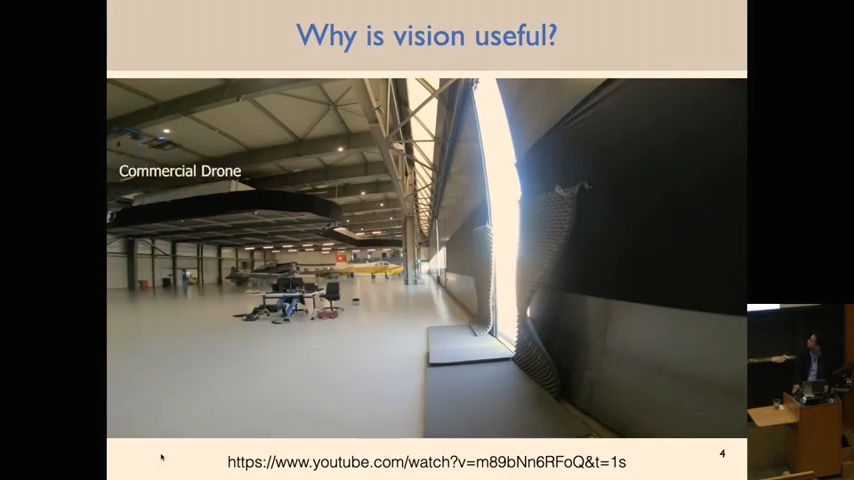 Why is vision useful?
Commercial Drone
https://www.youtube.com/watch?v=m89bNn6RFoQ&t=1s
4